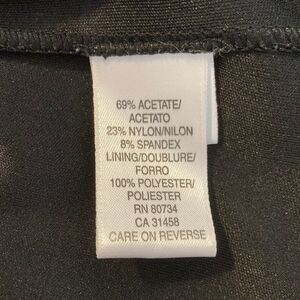 69% ACETATE/
ACETATO
23% NYLON/NILON
8% SPANDEX
LINING/DOUBLURE/
FORRO
100% POLYESTER/
POLIESTER
RN 80734
CA 31458
CARE ON REVERSE